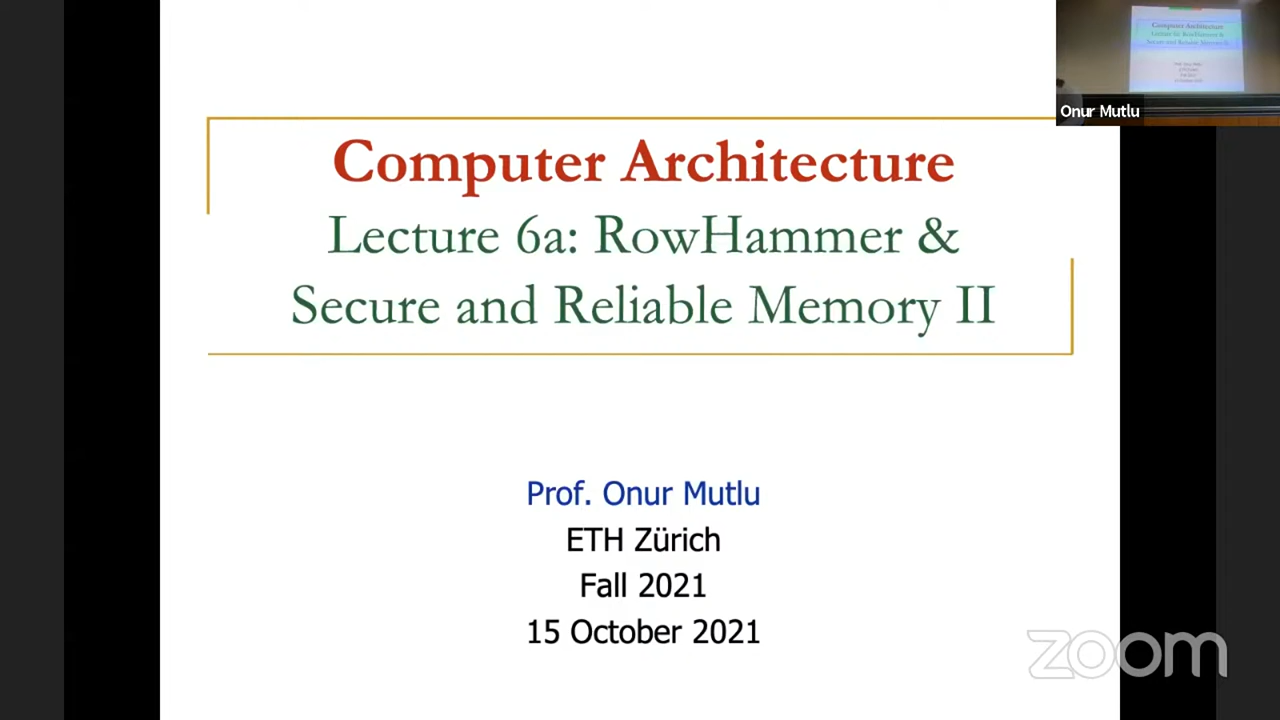 Computer Architecture
Lecture 6a: RowHammer &
Secure and Reliable Memory II
Prof. Onur Mutlu
ETH Zürich
Fall 2021
15 October 2021
Onur Mutlu
zoom